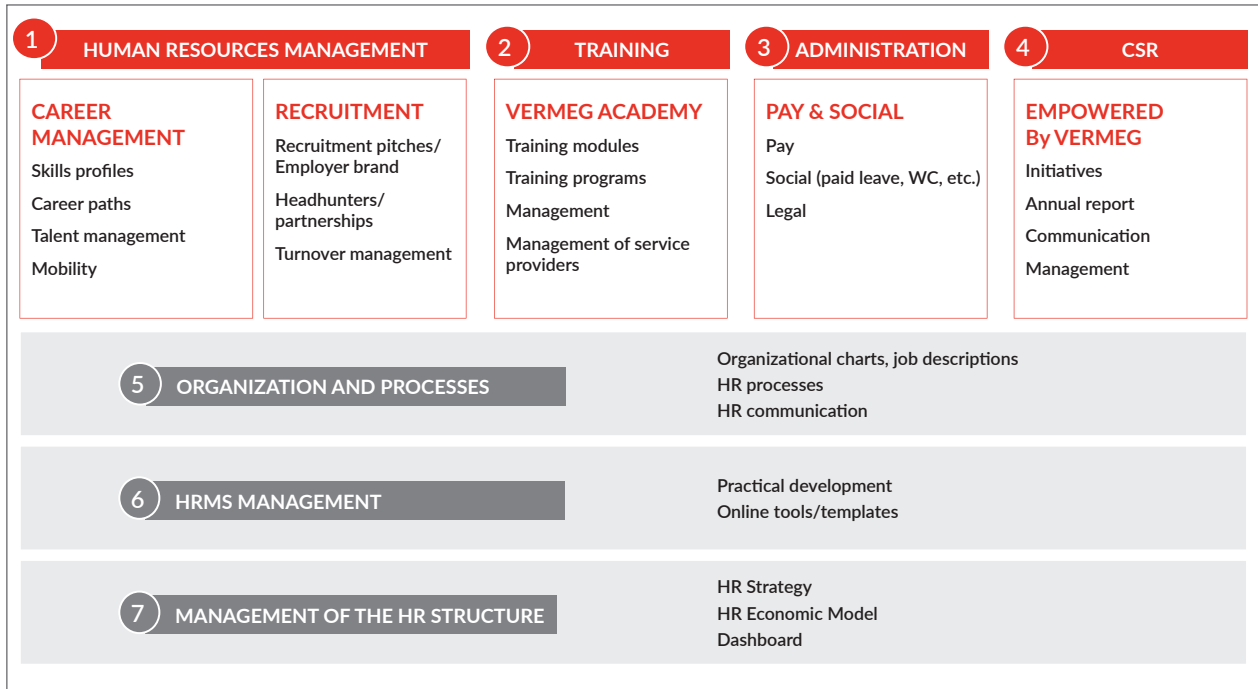 1 HUMAN RESOURCES MANAGEMENT
CAREER
MANAGEMENT
Skills profiles
Career paths
Talent management
Mobility
RECRUITMENT
Recruitment pitches/
Employer brand
Headhunters/
partnerships
Turnover management
2 TRAINING
VERMEG ACADEMY
Training modules
Training programs
Management
Management of service
providers
3 ADMINISTRATION
PAY & SOCIAL
Pay
Social (paid leave, WC, etc.)
Legal
4 CSR
EMPOWERED
By VERMEG
Initiatives
Annual report
Communication
Management
5 ORGANIZATION AND PROCESSES
Organizational charts, job descriptions
HR processes
HR communication
6 HRMS MANAGEMENT
Practical development
Online tools/templates
7 MANAGEMENT OF THE HR STRUCTURE
HR Strategy
HR Economic Model
Dashboard